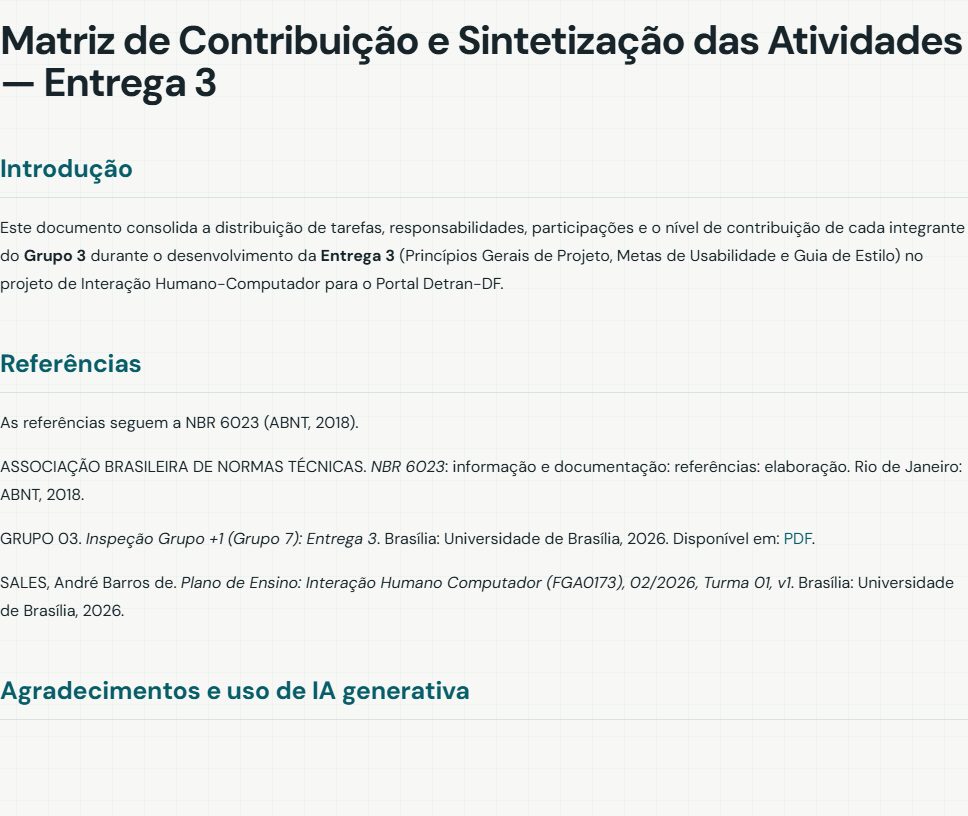 Matriz de Contribuição e Sintetização das Atividades
— Entrega 3
Introdução
Este documento consolida a distribuição de tarefas, responsabilidades, participações e o nível de contribuição de cada integrante
do Grupo 3 durante o desenvolvimento da Entrega 3 (Princípios Gerais de Projeto, Metas de Usabilidade e Guia de Estilo) no
projeto de Interação Humano-Computador para o Portal Detran-DF.
Referências
As referências seguem a NBR 6023 (ABNT, 2018).
ASSOCIAÇÃO BRASILEIRA DE NORMAS TÉCNICAS. NBR 6023: informação e documentação: referências: elaboração. Rio de Janeiro:
ABNT, 2018.
GRUPO 03. Inspeção Grupo +1 (Grupo 7): Entrega 3. Brasília: Universidade de Brasília, 2026. Disponível em: PDF.
SALES, André Barros de. Plano de Ensino: Interação Humano Computador (FGA0173), 02/2026, Turma 01, v1. Brasília: Universidade
de Brasília, 2026.
Agradecimentos e uso de IA generativa